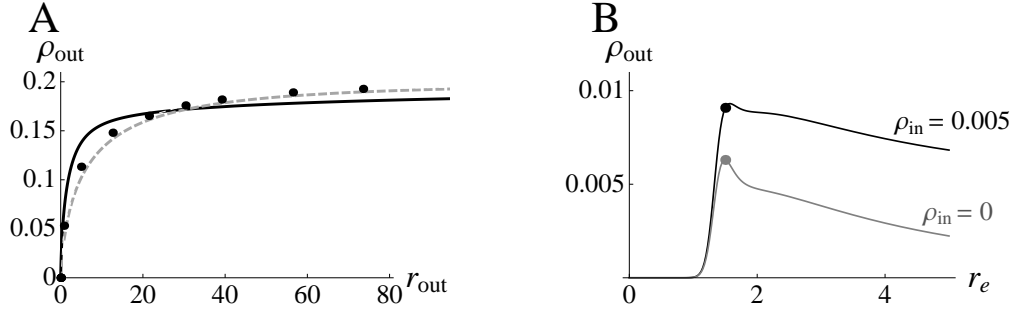 A
ρout
0.2
0.15
0.1
0.05
0
0 20 40 60 80 rout
B
ρout
0.01
0.005
ρin = 0.005
ρin = 0
0 2 4 re